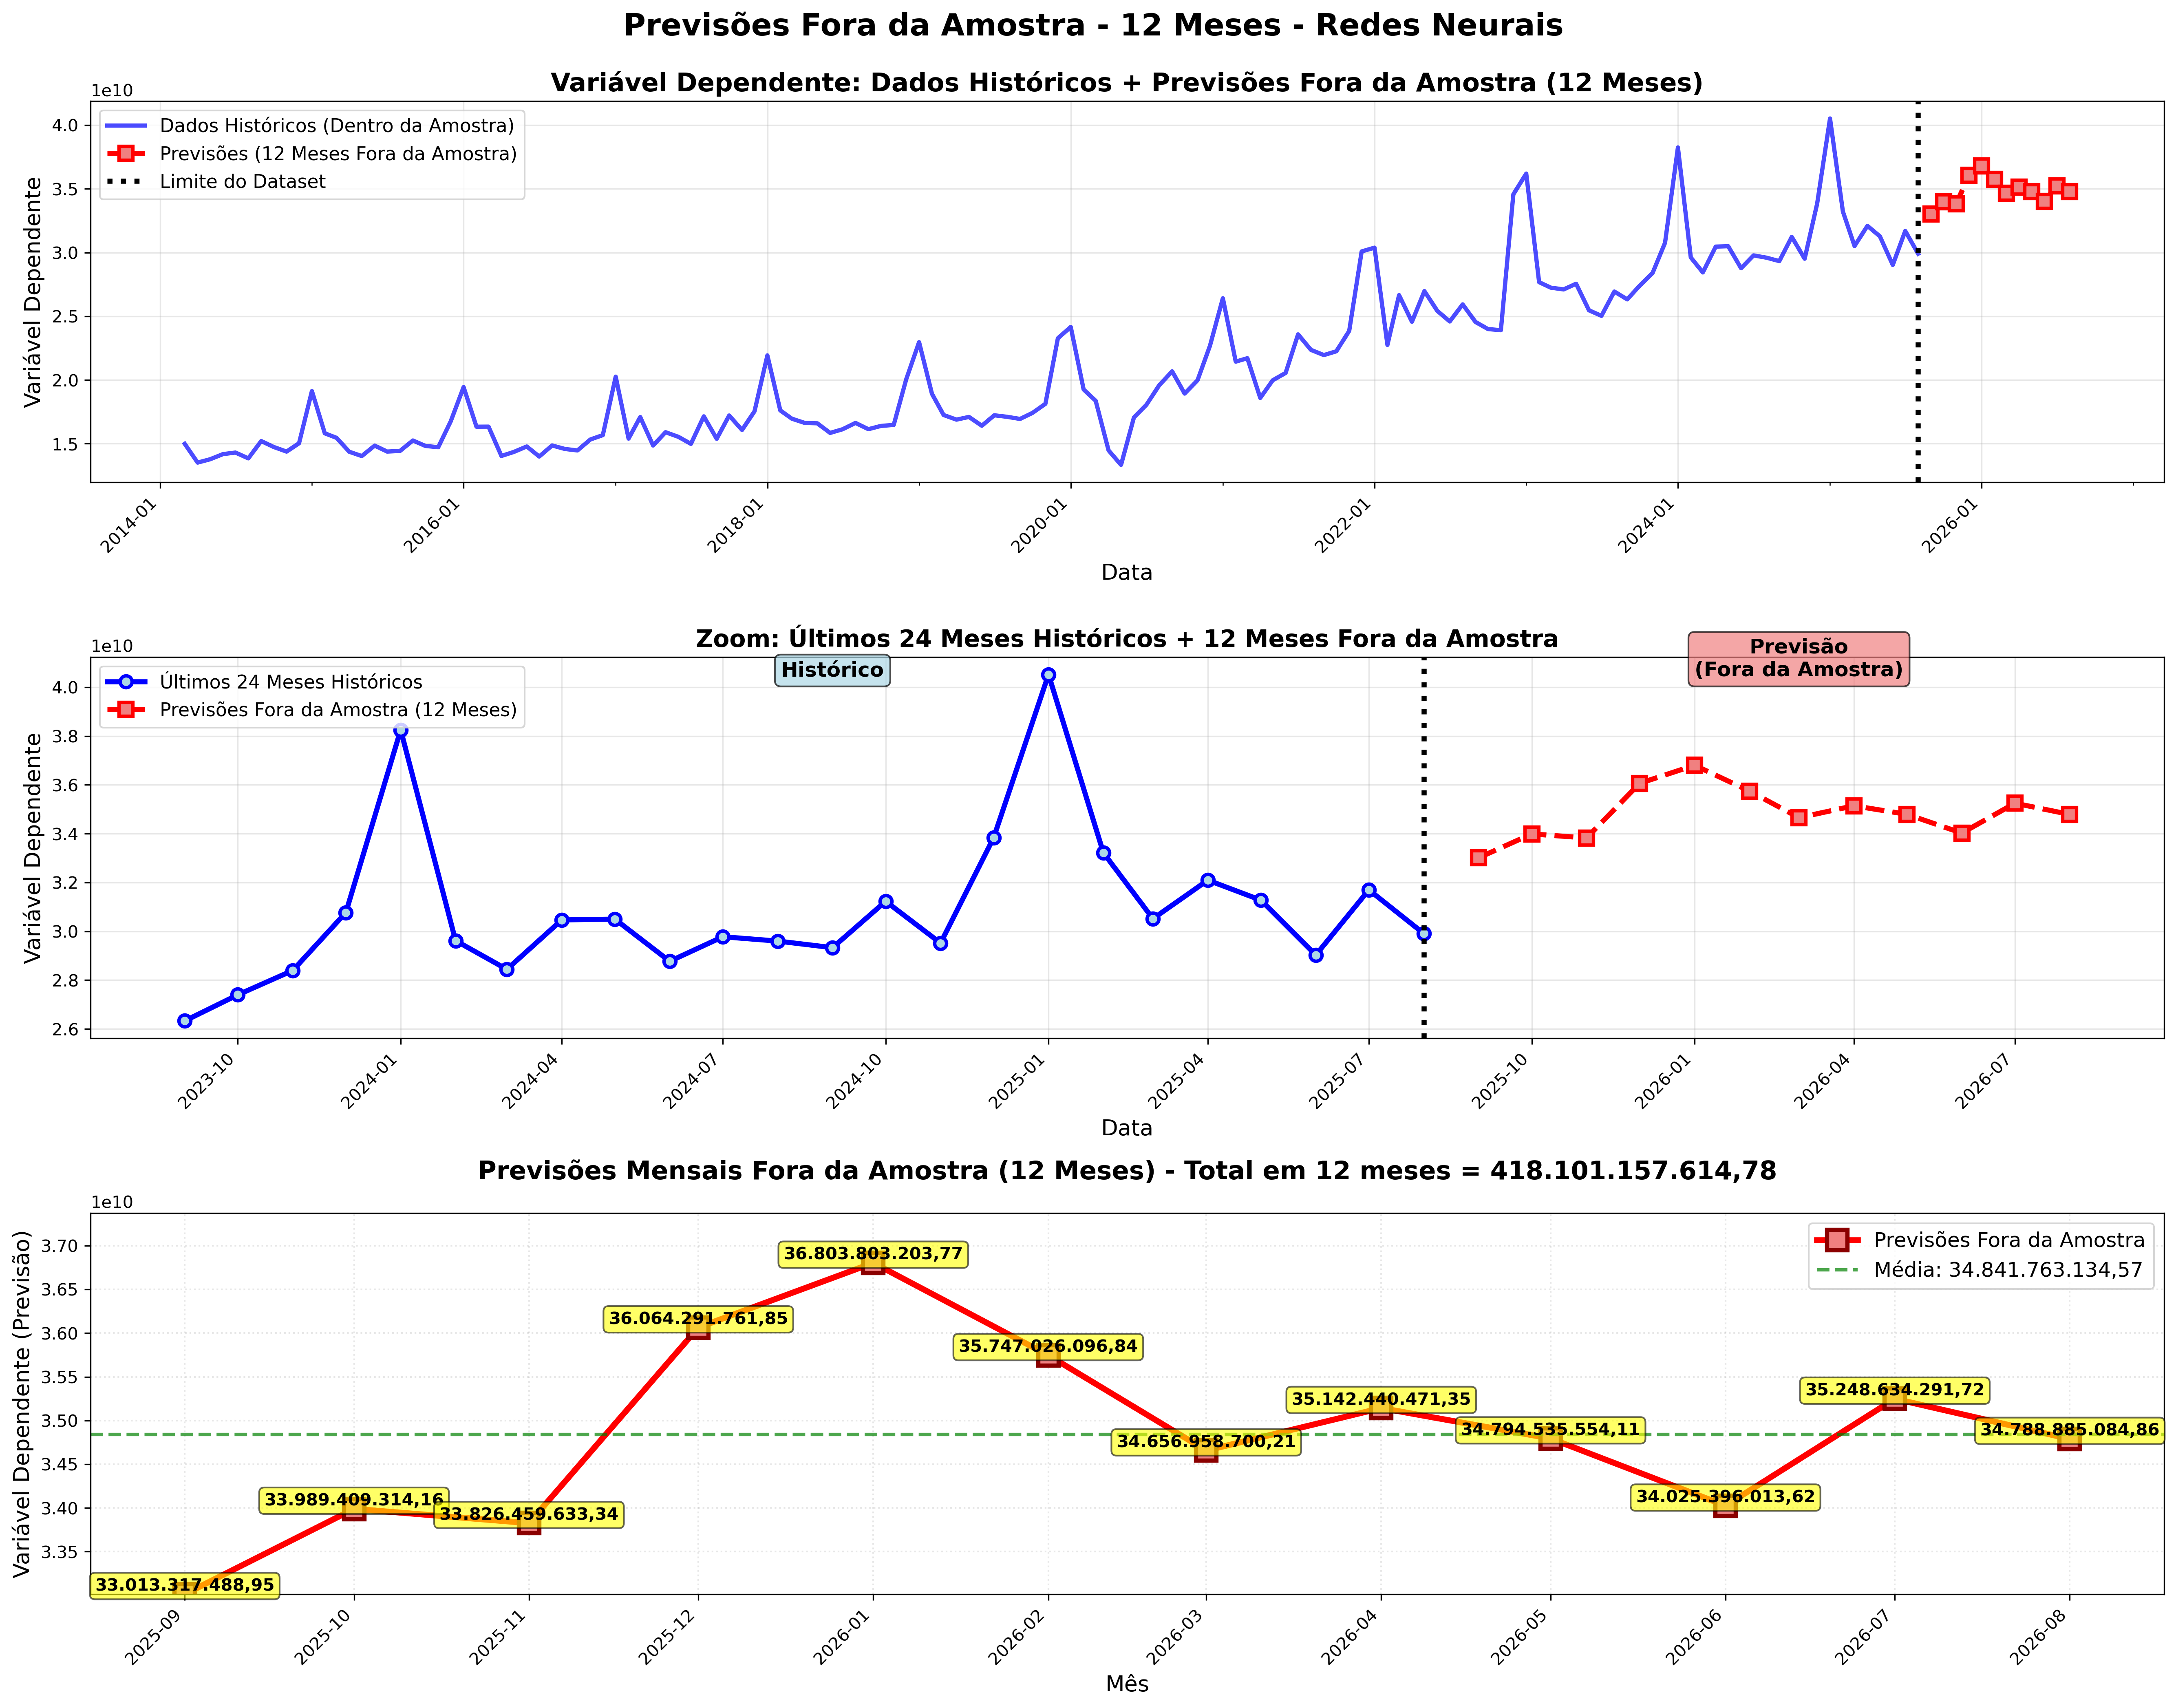 Previsões Fora da Amostra - 12 Meses - Redes Neurais
Variável Dependente: Dados Históricos + Previsões Fora da Amostra (12 Meses)
1e10
Dados Históricos (Dentro da Amostra)
Previsões (12 Meses Fora da Amostra)
Limite do Dataset
Variável Dependente
4.0
3.5
3.0
2.5
2.0
1.5
2014-01
2016-01
2018-01
2020-01
2022-01
2024-01
2026-01
Data
Zoom: Últimos 24 Meses Históricos + 12 Meses Fora da Amostra
1e10
Últimos 24 Meses Históricos
Previsões Fora da Amostra (12 Meses)
Histórico
Previsão
(Fora da Amostra)
Variável Dependente
4.0
3.8
3.6
3.4
3.2
3.0
2.8
2.6
2023-10
2024-01
2024-04
2024-07
2024-10
2025-01
2025-04
2025-07
2025-10
2026-01
2026-04
2026-07
Data
Previsões Mensais Fora da Amostra (12 Meses) - Total em 12 meses = 418.101.157.614,78
1e10
Previsões Fora da Amostra
Média: 34.841.763.134,57
Variável Dependente (Previsão)
3.70
3.65
3.60
3.55
3.50
3.45
3.40
3.35
33.013.317.488,95
33.989.409.314,16
33.826.459.633,34
36.064.291.761,85
36.803.803.203,77
35.747.026.096,84
34.656.958.700,21
35.142.440.471,35
34.794.535.554,11
34.025.396.013,62
35.248.634.291,72
34.788.885.084,86
2025-09
2025-10
2025-11
2025-12
2026-01
2026-02
2026-03
2026-04
2026-05
2026-06
2026-07
2026-08
Mês